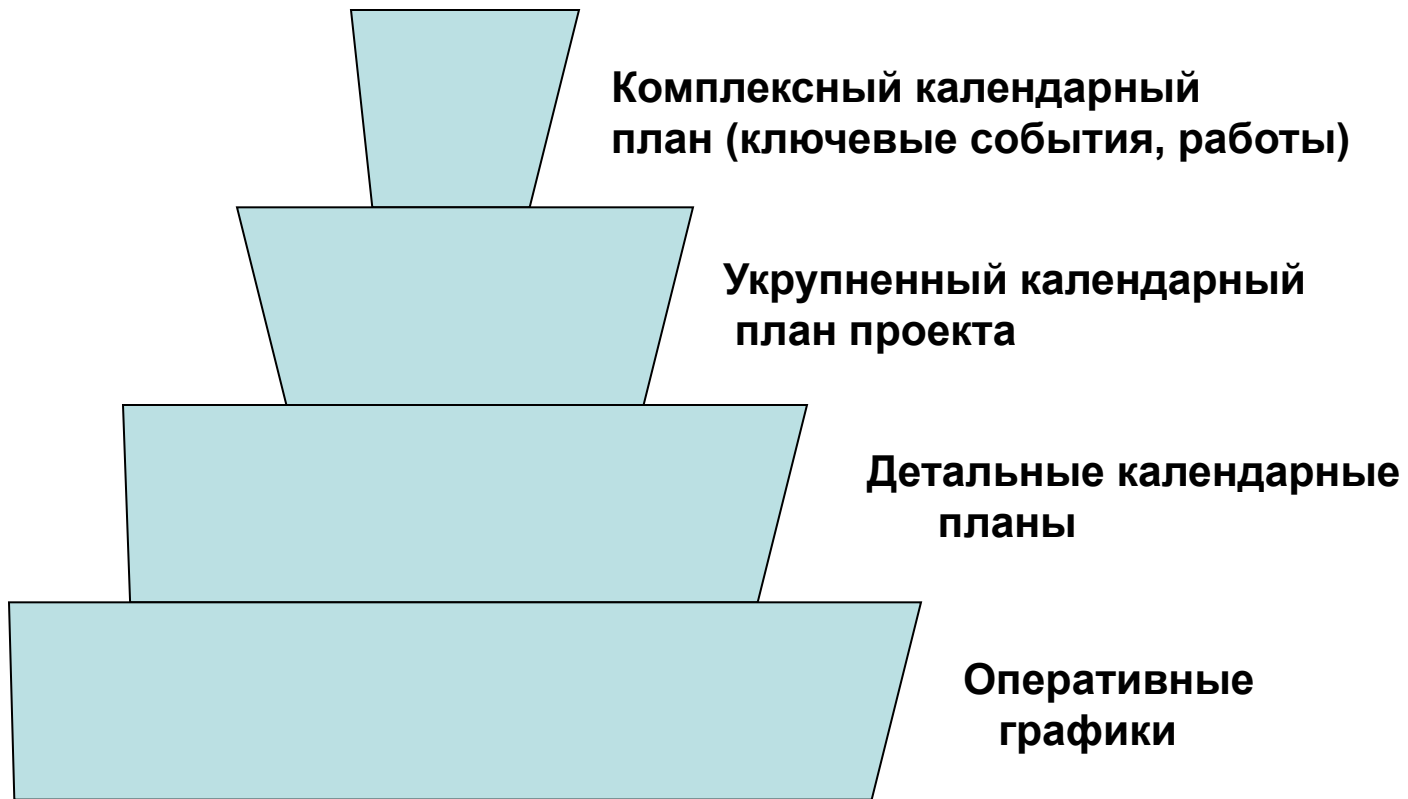 Комплексный календарный
план (ключевые события, работы)
Укрупненный календарный
план проекта
Детальные календарные
планы
Оперативные
графики